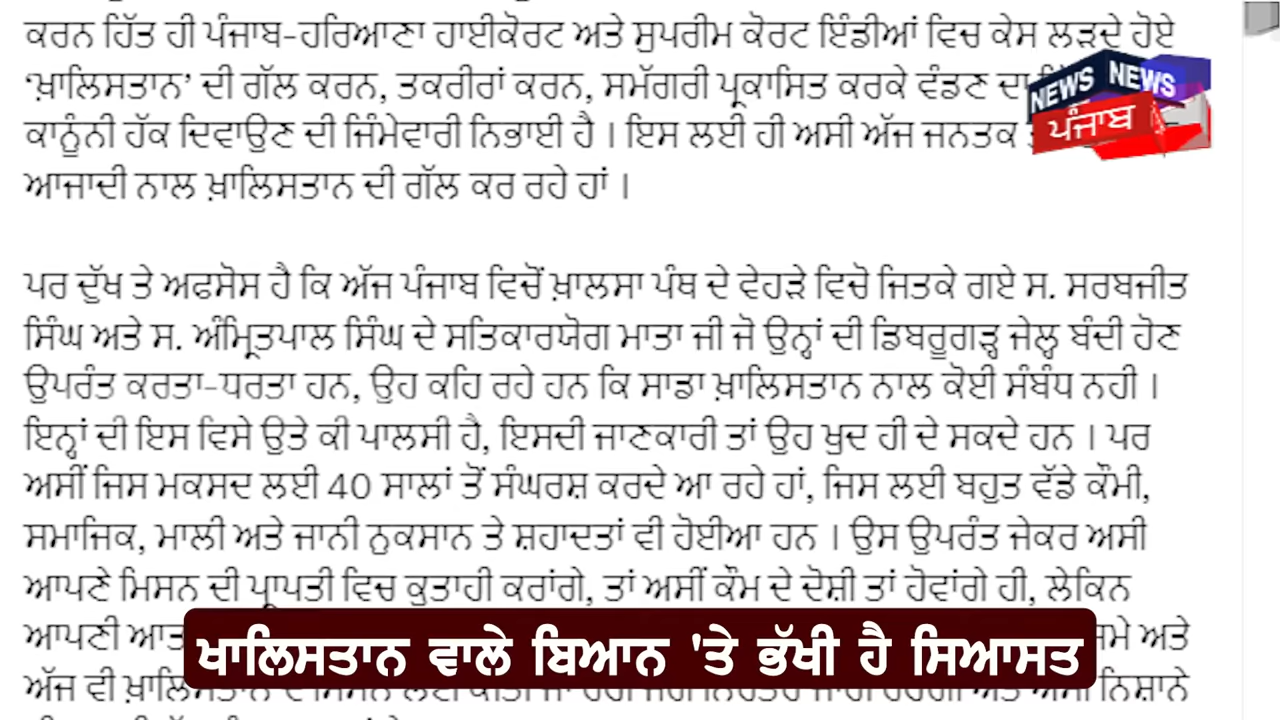 ਕਰਨ ਹਿੱਤ ਹੀ ਪੰਜਾਬ-ਹਰਿਆਣਾ ਹਾਈਕੋਰਟ ਅਤੇ ਸੁਪਰੀਮ ਕੋਰਟ ਇੰਡੀਆਂ ਵਿਚ ਕੇਸ ਲੜਦੇ ਹੋਏ
‘ਖ਼ਾਲਿਸਤਾਨ’ ਦੀ ਗੱਲ ਕਰਨ, ਤਕਰੀਰਾਂ ਕਰਨ, ਸਮੱਗਰੀ ਪ੍ਰਕਾਸਿਤ ਕਰਕੇ ਵੰਡਣ ਦਾ
NEWS NEWS
ਪੰਜਾਬ
ਕਾਨੂੰਨੀ ਹੱਕ ਦਿਵਾਉਣ ਦੀ ਜਿੰਮੇਵਾਰੀ ਨਿਭਾਈ ਹੈ । ਇਸ ਲਈ ਹੀ ਅਸੀ ਅੱਜ ਜਨਤਕ
ਆਜਾਦੀ ਨਾਲ ਖ਼ਾਲਿਸਤਾਨ ਦੀ ਗੱਲ ਕਰ ਰਹੇ ਹਾਂ ।
ਪਰ ਦੁੱਖ ਤੇ ਅਫਸੋਸ ਹੈ ਕਿ ਅੱਜ ਪੰਜਾਬ ਵਿਚੋਂ ਖ਼ਾਲਸਾ ਪੰਥ ਦੇ ਵੇਹੜੇ ਵਿਚੋ ਜਿਤਕੇ ਗਏ ਸ. ਸਰਬਜੀਤ
ਸਿੰਘ ਅਤੇ ਸ. ਅੰਮ੍ਰਿਤਪਾਲ ਸਿੰਘ ਦੇ ਸਤਿਕਾਰਯੋਗ ਮਾਤਾ ਜੀ ਜੋ ਉਨ੍ਹਾਂ ਦੀ ਡਿਬਰੂਗੜ੍ਹ ਜੇਲ੍ਹ ਬੰਦੀ ਹੋਣ
ਉਪਰੰਤ ਕਰਤਾ-ਧਰਤਾ ਹਨ, ਉਹ ਕਹਿ ਰਹੇ ਹਨ ਕਿ ਸਾਡਾ ਖ਼ਾਲਿਸਤਾਨ ਨਾਲ ਕੋਈ ਸੰਬੰਧ ਨਹੀ ।
ਇਨ੍ਹਾਂ ਦੀ ਇਸ ਵਿਸੇ ਉਤੇ ਕੀ ਪਾਲਸੀ ਹੈ, ਇਸਦੀ ਜਾਣਕਾਰੀ ਤਾਂ ਉਹ ਖੁਦ ਹੀ ਦੇ ਸਕਦੇ ਹਨ । ਪਰ
ਅਸੀਂ ਜਿਸ ਮਕਸਦ ਲਈ 40 ਸਾਲਾਂ ਤੋਂ ਸੰਘਰਸ਼ ਕਰਦੇ ਆ ਰਹੇ ਹਾਂ, ਜਿਸ ਲਈ ਬਹੁਤ ਵੱਡੇ ਕੌਮੀ,
ਸਮਾਜਿਕ, ਮਾਲੀ ਅਤੇ ਜਾਨੀ ਨੁਕਸਾਨ ਤੇ ਸ਼ਹਾਦਤਾਂ ਵੀ ਹੋਈਆ ਹਨ । ਉਸ ਉਪਰੰਤ ਜੇਕਰ ਅਸੀ
ਆਪਣੇ ਮਿਸਨ ਦੀ ਪ੍ਰਾਪਤੀ ਵਿਚ ਕੁਤਾਹੀ ਕਰਾਂਗੇ, ਤਾਂ ਅਸੀਂ ਕੌਮ ਦੇ ਦੋਸ਼ੀ ਤਾਂ ਹੋਵਾਂਗੇ ਹੀ, ਲੇਕਿਨ
ਆਪਣੀ ਅਤੇ
ਖਾਲਿਸਤਾਨ ਵਾਲੇ ਬਿਆਨ 'ਤੇ ਭੱਖੀ ਹੈ ਸਿਆਸਤ
ਅੱਜ ਵੀ ਨਿਸ਼ਾਨੇ